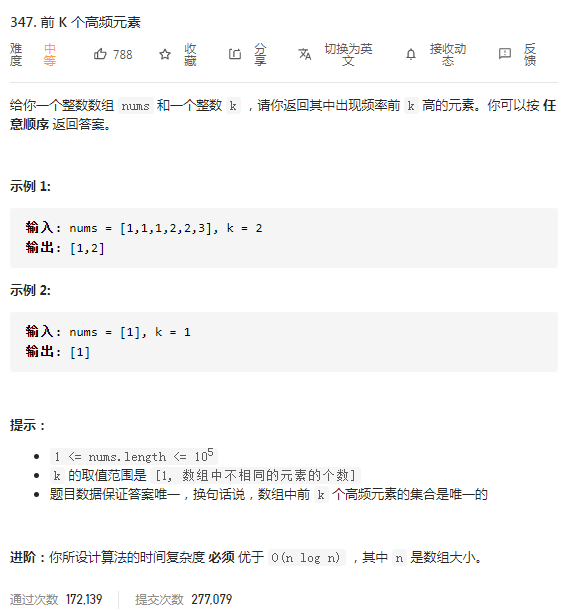 347. 前 K 个高频元素
难度 中等 788 收藏 分享 切换为英文 接收动态 反馈
给你一个整数数组 nums 和一个整数 k ，请你返回其中出现频率前 k 高的元素。你可以按 任
意顺序 返回答案。
示例 1:
输入: nums = [1,1,1,2,2,3], k = 2
输出: [1,2]
示例 2:
输入: nums = [1], k = 1
输出: [1]
提示：
1 <= nums.length <= 10⁵
k 的取值范围是 [1, 数组中不相同的元素的个数]
题目数据保证答案唯一，换句话说，数组中前 k 个高频元素的集合是唯一的
进阶：你所设计算法的时间复杂度 必须 优于 O(n log n) ，其中 n 是数组大小。
通过次数 172,139 提交次数 277,079